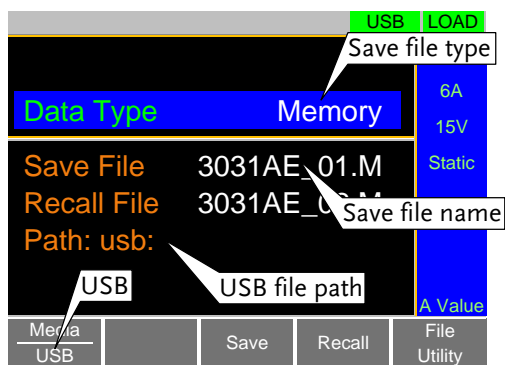 USB LOAD
Save file type
6A
Data Type Memory
15V
Save File 3031AE_01.M
Static
Recall File 3031AE_
Save file name
Path: usb:
USB
USB file path
A Value
Media
USB
Save
Recall
File
Utility